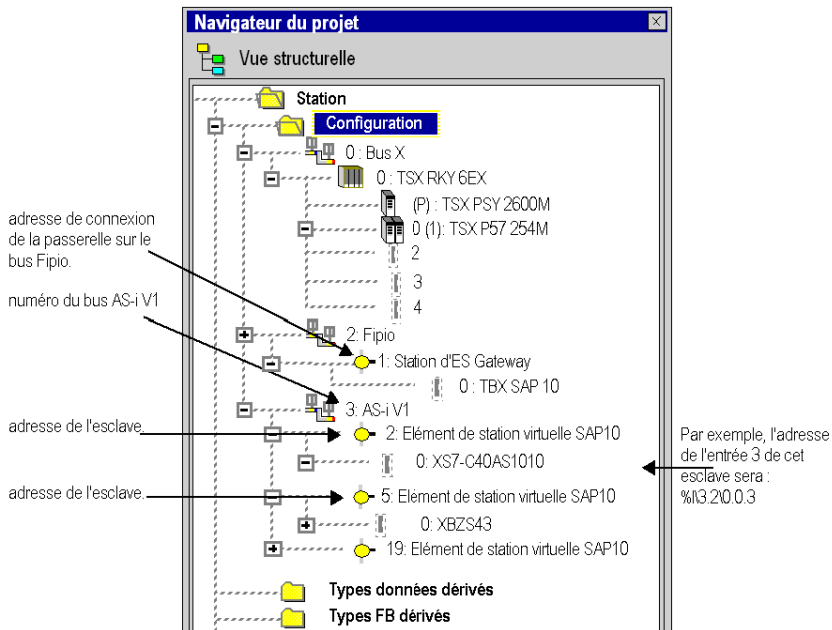 Navigateur du projet
Vue structurelle
Station
Configuration
0 : Bus X
0 : TSX RKY 6EX
(P) : TSX PSY 2600M
0 (1): TSX P57 254M
2
3
4
adresse de connexion
de la passerelle sur le
bus Fipio.
numéro du bus AS-i V1
2: Fipio
1: Station d'ES Gateway
0 : TBX SAP 10
3: AS-i V1
adresse de l'esclave.
2: Elément de station virtuelle SAP10
0: XS7-C40AS1010
Par exemple, l'adresse
de l'entrée 3 de cet
esclave sera :
%I\3.2\0.0.3
adresse de l'esclave.
5: Elément de station virtuelle SAP10
0: XBZS43
19: Elément de station virtuelle SAP10
Types données dérivés
Types FB dérivés